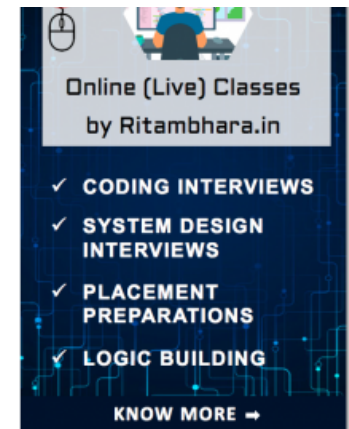 Online (Live) Classes
by Ritambhara.in
✓ CODING INTERVIEWS
✓ SYSTEM DESIGN
INTERVIEWS
✓ PLACEMENT
PREPARATIONS
✓ LOGIC BUILDING
KNOW MORE ➡